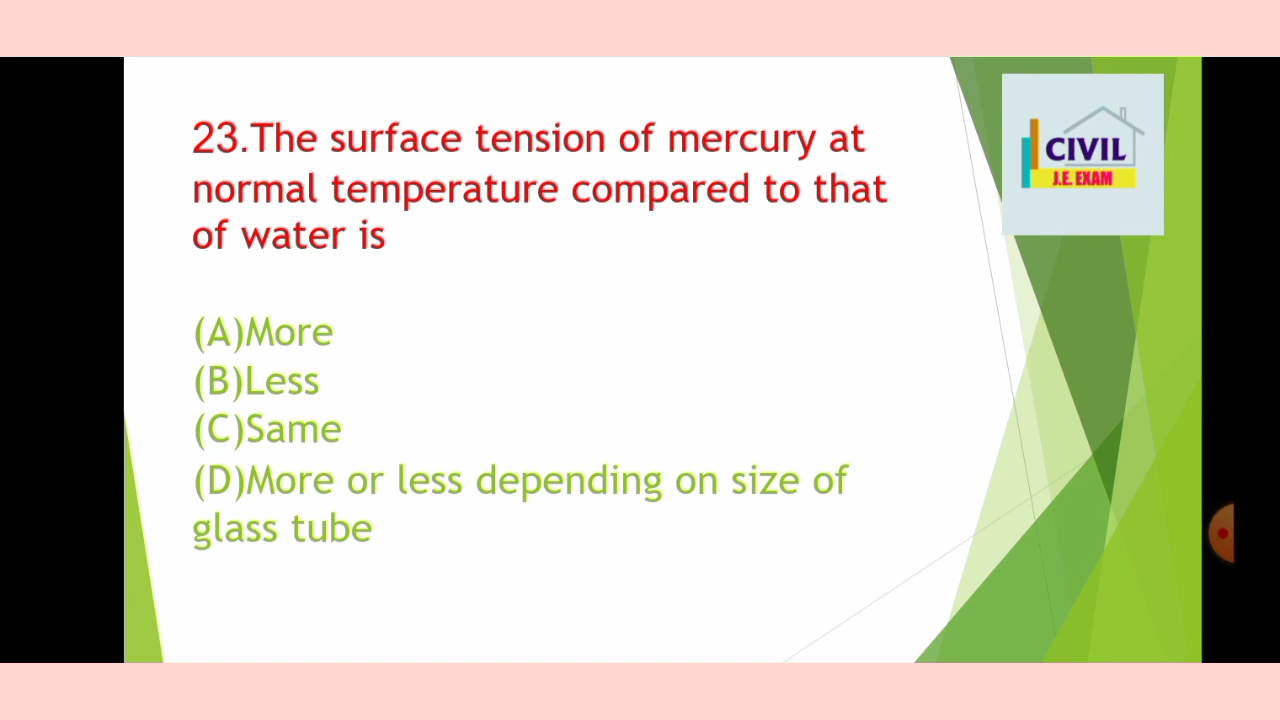 23.The surface tension of mercury at
normal temperature compared to that
of water is
(A)More
(B)Less
(C)Same
(D)More or less depending on size of
glass tube
CIVIL
J.E. EXAM